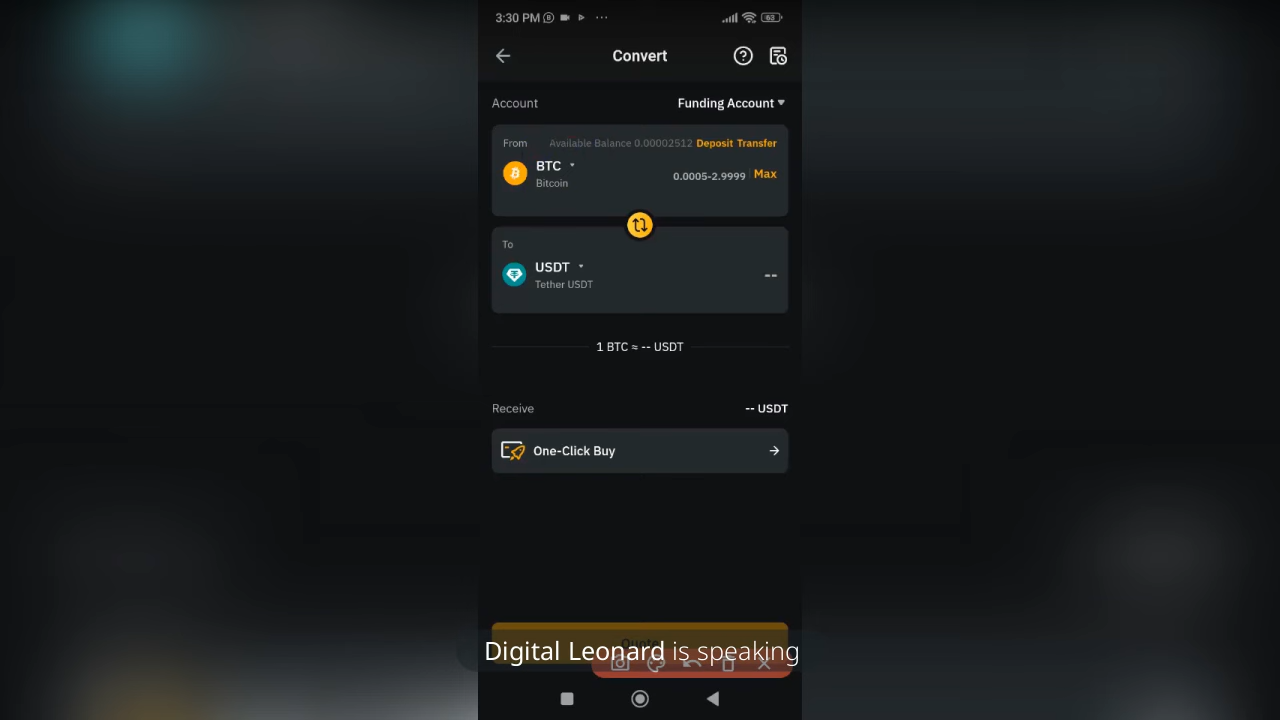 3:30 PM
63
Convert
Account
Funding Account
From
Available Balance 0.00002512 Deposit Transfer
BTC
Bitcoin
0.0005-2.9999
Max
To
USDT
Tether USDT
--
1 BTC ≈ -- USDT
Receive
-- USDT
One-Click Buy
Digital Leonard is speaking